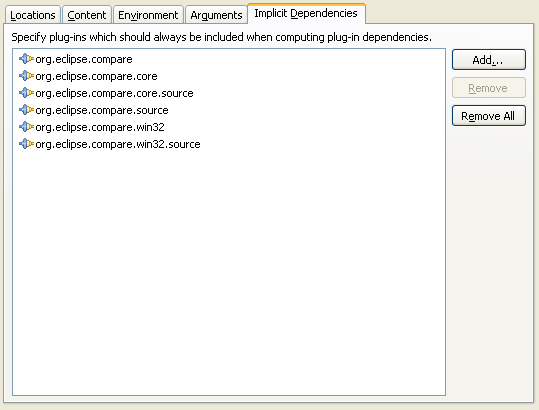 Locations Content Environment Arguments Implicit Dependencies
Specify plug-ins which should always be included when computing plug-in dependencies.
org.eclipse.compare
org.eclipse.compare.core
org.eclipse.compare.core.source
org.eclipse.compare.source
org.eclipse.compare.win32
org.eclipse.compare.win32.source
Add...
Remove
Remove All